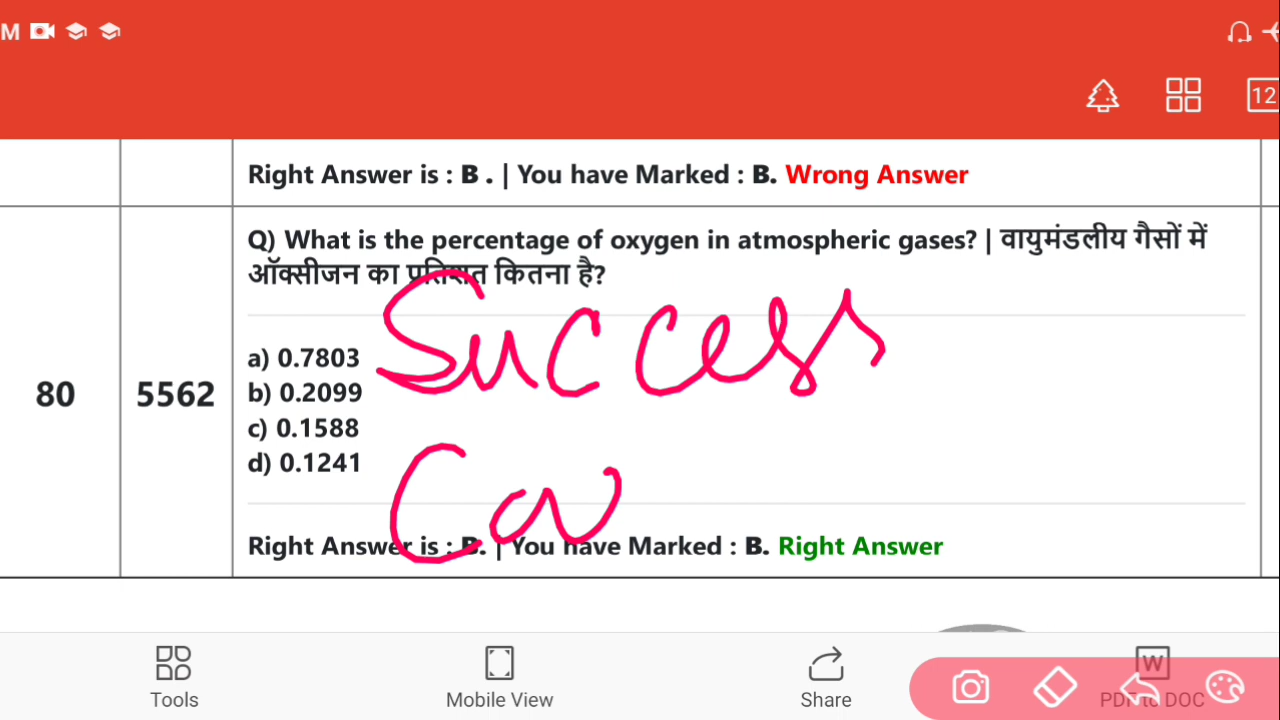 M
12
Right Answer is : B . | You have Marked : B. Wrong Answer
80
5562
Q) What is the percentage of oxygen in atmospheric gases? | वायुमंडलीय गैसों में
ऑक्सीजन का प्रतिशत कितना है?
Success
a) 0.7803
b) 0.2099
c) 0.1588
d) 0.1241
Right Answer is : B. | You have Marked : B. Right Answer
Tools
Mobile View
Share
PDF to DOC
W